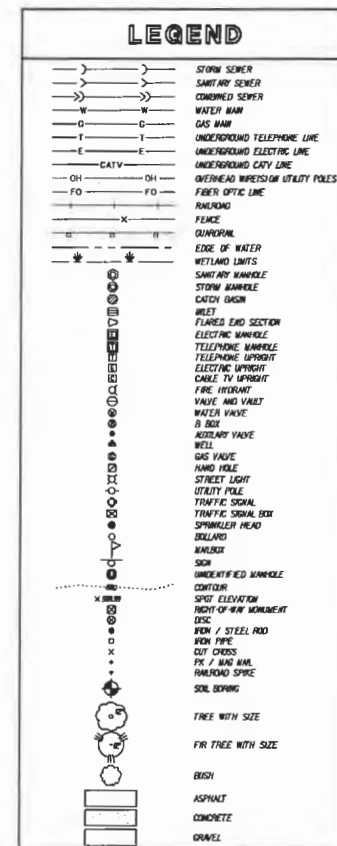 LEGEND
STORM SEWER
SANITARY SEWER
COMBINED SEWER
W W WATER MAIN
G G GAS MAIN
T T UNDERGROUND TELEPHONE LINE
E E UNDERGROUND ELECTRIC LINE
CATV UNDERGROUND CATV LINE
OH OH OVERHEAD WIRES ON UTILITY POLES
FO FO FIBER OPTIC LINE
RAILROAD
FENCE
GUARDRAIL
EDGE OF WATER
WETLAND LIMITS
SANITARY MANHOLE
STORM MANHOLE
CATCH BASIN
INLET
FLARED END SECTION
ELECTRIC MANHOLE
TELEPHONE MANHOLE
TELEPHONE UPRIGHT
ELECTRIC UPRIGHT
CABLE TV UPRIGHT
FIRE HYDRANT
VALVE AND VAULT
WATER VALVE
B BOX
AUXILIARY VALVE
WELL
GAS VALVE
HAND HOLE
STREET LIGHT
UTILITY POLE
TRAFFIC SIGNAL
TRAFFIC SIGNAL BOX
SPRINKLER HEAD
BOLLARD
MAILBOX
SIGN
UNIDENTIFIED MANHOLE
CONTOUR
SPOT ELEVATION
RIGHT-OF-WAY MONUMENT
DISC
IRON / STEEL ROD
IRON PIPE
CUT CROSS
PK / MAG NAIL
RAILROAD SPIKE
SOIL BORING
TREE WITH SIZE
FIR TREE WITH SIZE
BUSH
ASPHALT
CONCRETE
GRAVEL